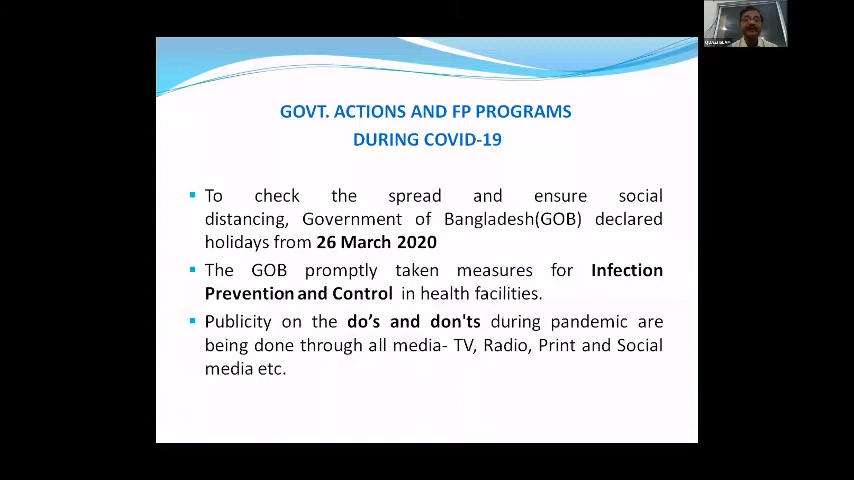 GOVT. ACTIONS AND FP PROGRAMS
DURING COVID-19
▪ To check the spread and ensure social
distancing, Government of Bangladesh(GOB) declared
holidays from 26 March 2020
▪ The GOB promptly taken measures for Infection
Prevention and Control in health facilities.
▪ Publicity on the do’s and don'ts during pandemic are
being done through all media- TV, Radio, Print and Social
media etc.